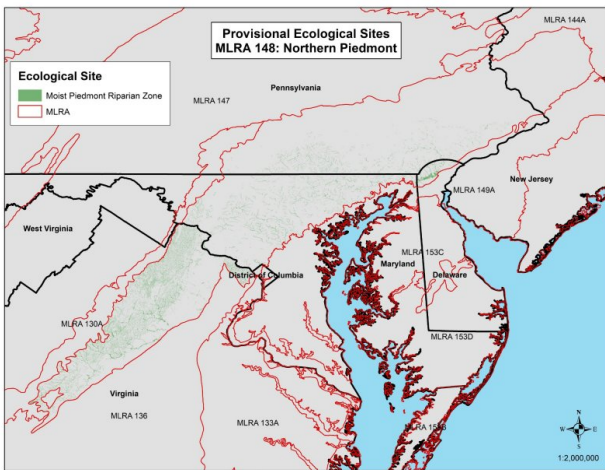 Provisional Ecological Sites
MLRA 148: Northern Piedmont
MLRA 144A
Ecological Site
Moist Piedmont Riparian Zone
MLRA
Pennsylvania
MLRA 147
New Jersey
MLRA 149A
West Virginia
District of Columbia
MLRA 153C
Maryland
Delaware
MLRA 130A
MLRA 153D
Virginia
MLRA 136
MLRA 133A
MLRA
N
W E
S
1:2,000,000